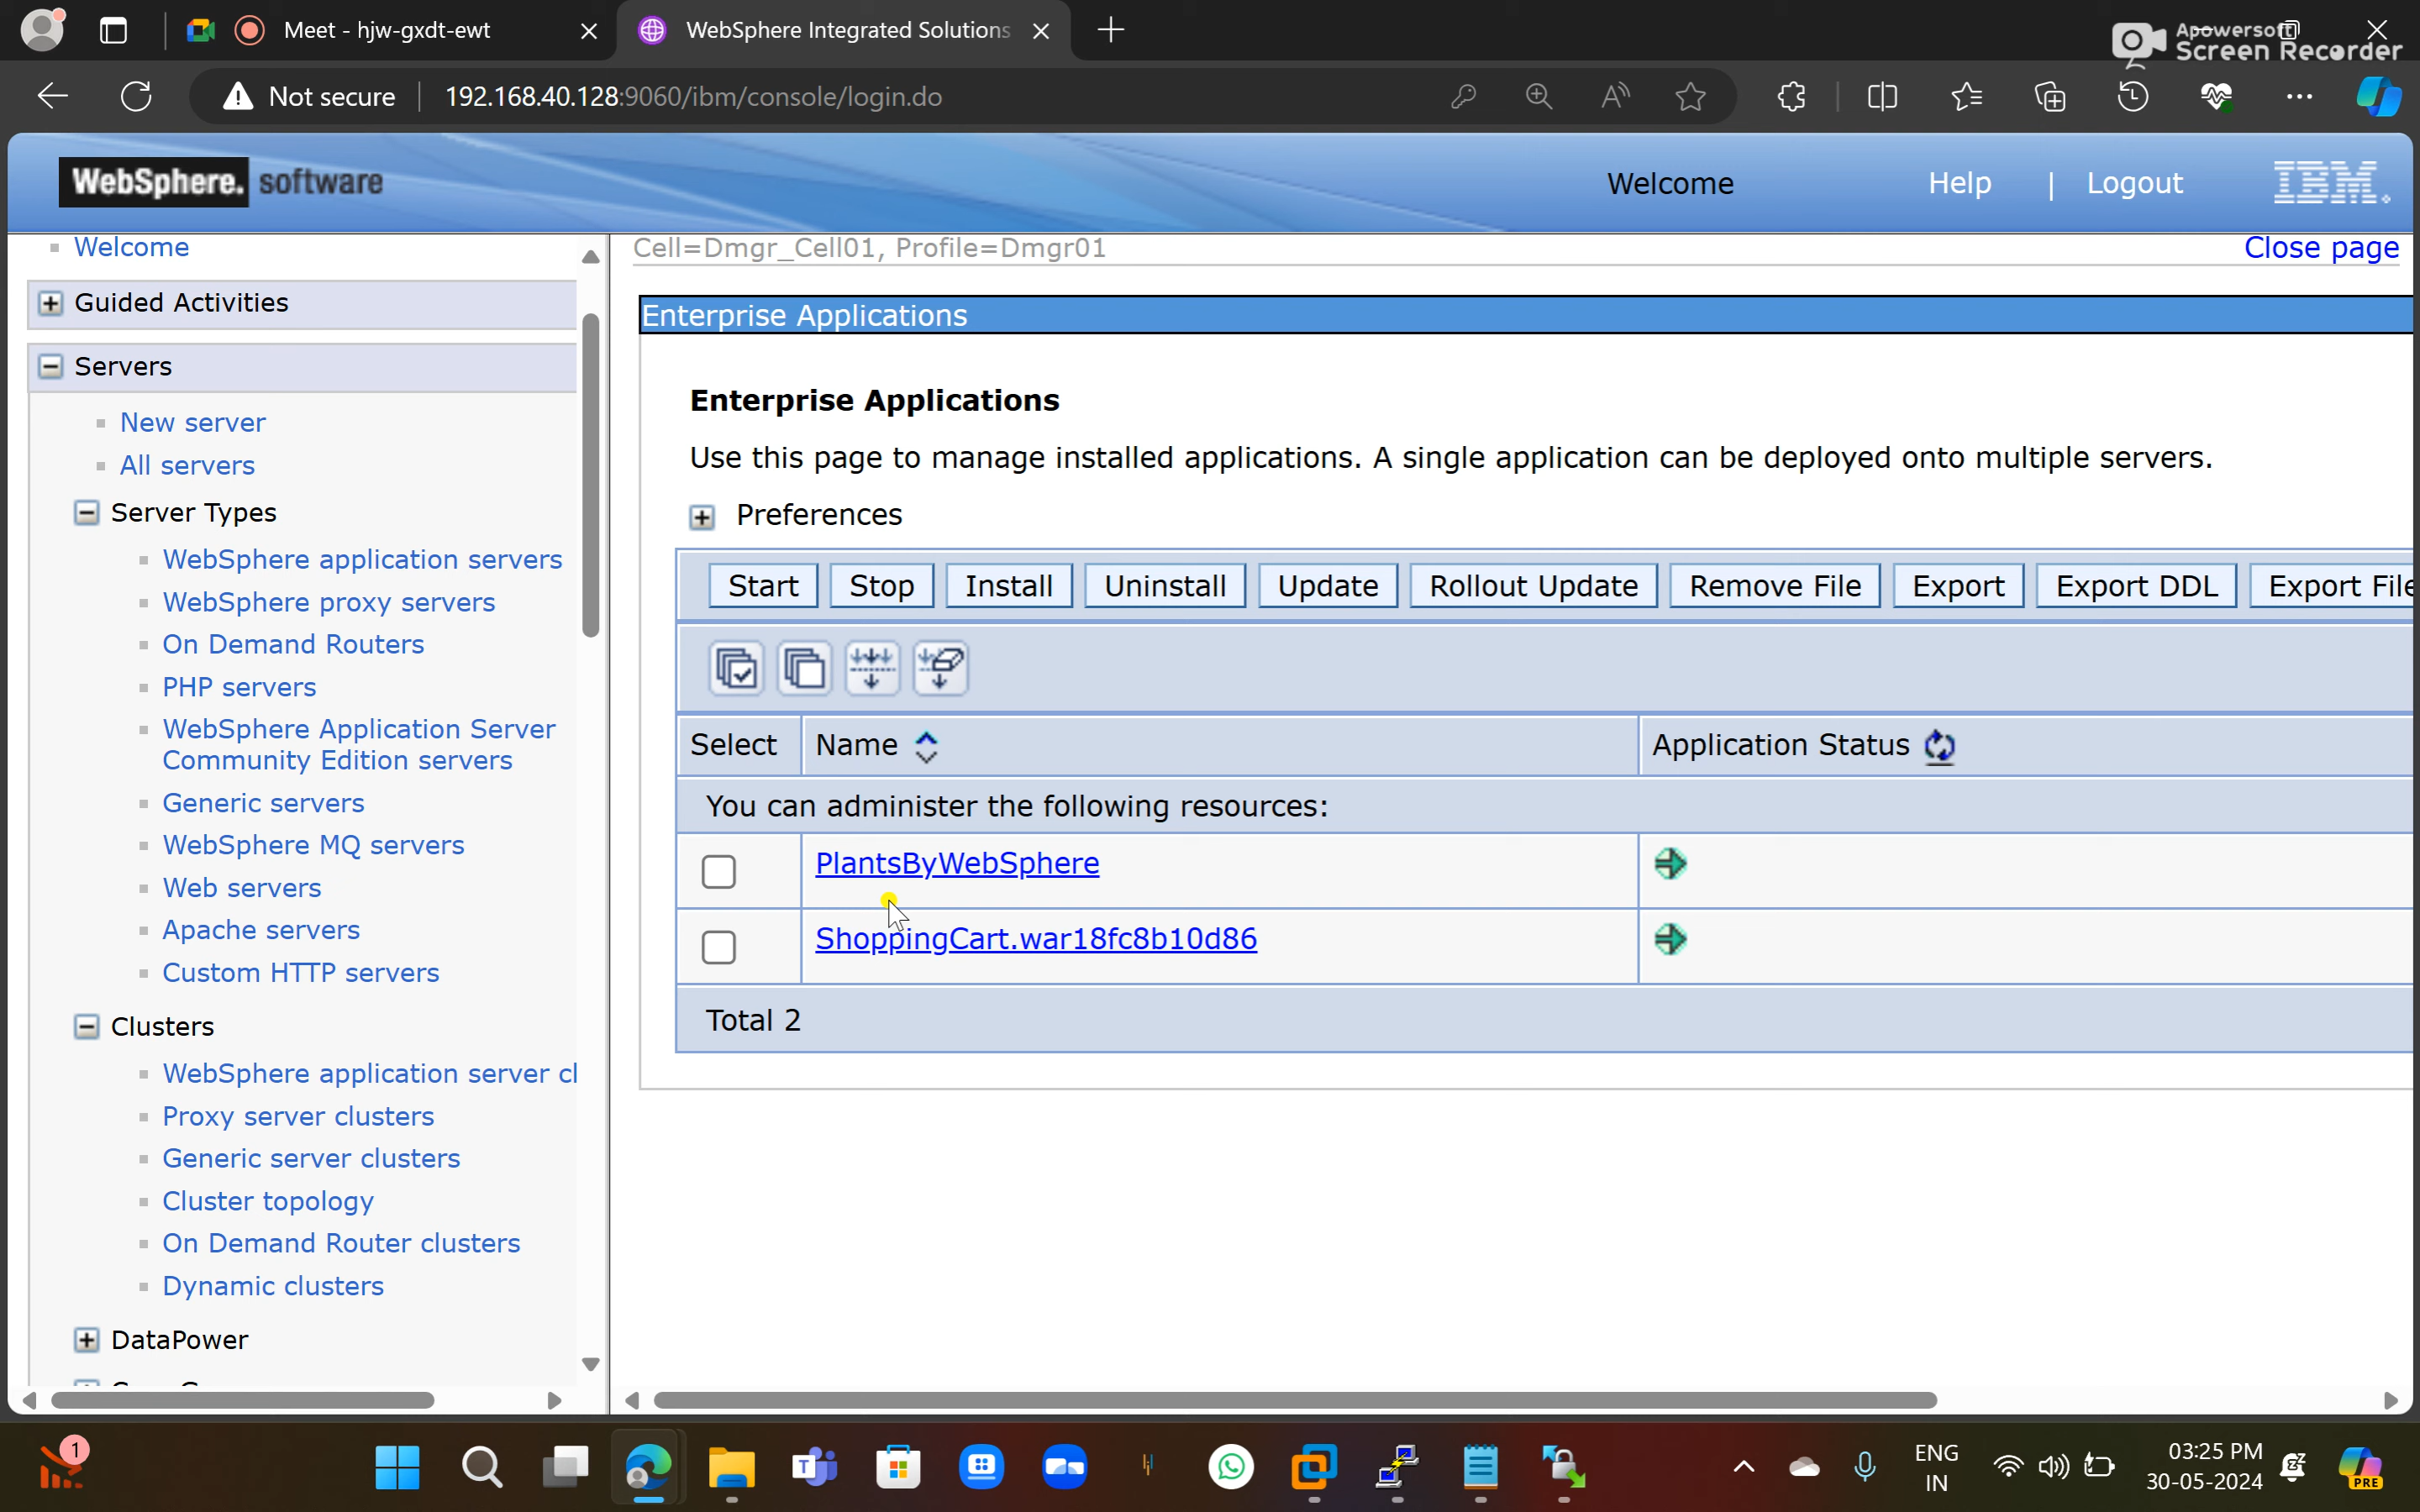 Meet - hjw-gxdt-ewt
WebSphere Integrated Solutions
Apowersoft
Screen Recorder
Not secure
192.168.40.128:9060/ibm/console/login.do
WebSphere. software
Welcome
Help | Logout
IBM.
Welcome
Guided Activities
Servers
New server
All servers
Server Types
WebSphere application servers
WebSphere proxy servers
On Demand Routers
PHP servers
WebSphere Application Server
Community Edition servers
Generic servers
WebSphere MQ servers
Web servers
Apache servers
Custom HTTP servers
Clusters
WebSphere application server cl
Proxy server clusters
Generic server clusters
Cluster topology
On Demand Router clusters
Dynamic clusters
DataPower
Cell=Dmgr_Cell01, Profile=Dmgr01
Close page
Enterprise Applications
Enterprise Applications
Use this page to manage installed applications. A single application can be deployed onto multiple servers.
Preferences
Start Stop Install Uninstall Update Rollout Update Remove File Export Export DDL Export File
Select Name Application Status
You can administer the following resources:
PlantsByWebSphere
ShoppingCart.war18fc8b10d86
Total 2
1
ENG
IN
03:25 PM
30-05-2024
PRE